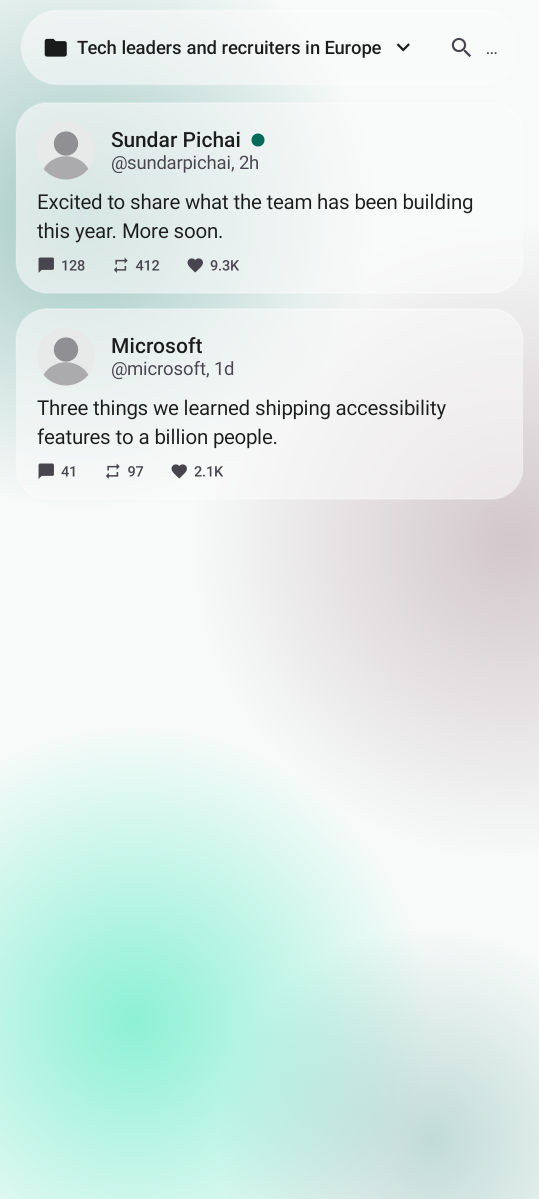 Tech leaders and recruiters in Europe
…
Sundar Pichai
@sundarpichai, 2h
Excited to share what the team has been building
this year. More soon.
128 412 9.3K
Microsoft
@microsoft, 1d
Three things we learned shipping accessibility
features to a billion people.
41 97 2.1K